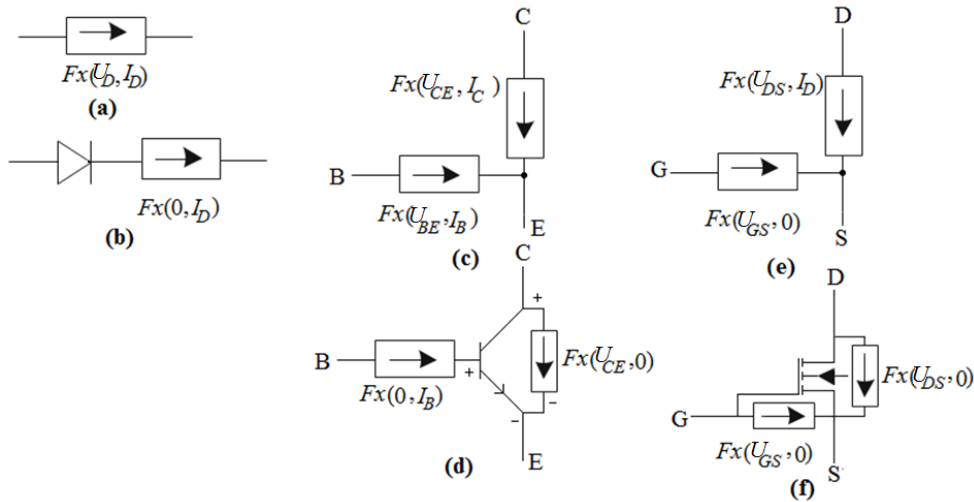 Fx(U_D, I_D)
(a)
Fx(0, I_D)
(b)
C
Fx(U_CE, I_C)
B
Fx(U_BE, I_B)
E
(c)
C
+
B
+
Fx(U_CE, 0)
Fx(0, I_B)
−
−
E
(d)
D
Fx(U_DS, I_D)
G
Fx(U_GS, 0)
S
(e)
D
Fx(U_DS, 0)
G
Fx(U_GS, 0)
S
(f)